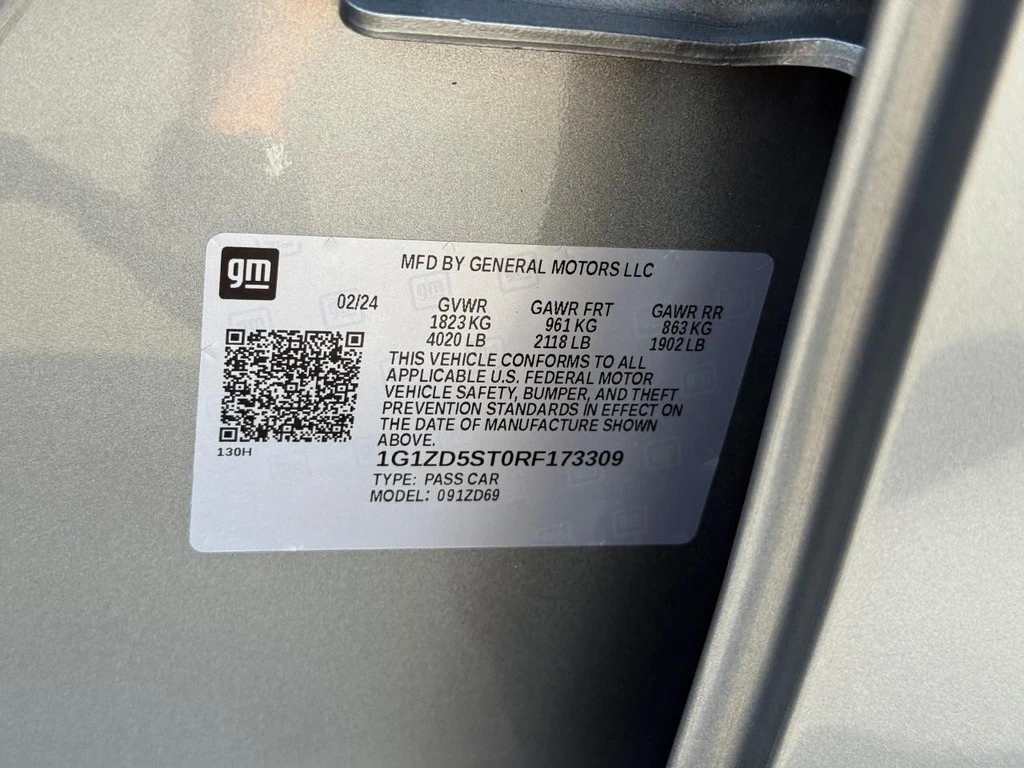 gm
MFD BY GENERAL MOTORS LLC
02/24 GVWR GAWR FRT GAWR RR
1823 KG 961 KG 863 KG
4020 LB 2118 LB 1902 LB
THIS VEHICLE CONFORMS TO ALL
APPLICABLE U.S. FEDERAL MOTOR
VEHICLE SAFETY, BUMPER, AND THEFT
PREVENTION STANDARDS IN EFFECT ON
THE DATE OF MANUFACTURE SHOWN
ABOVE.
130H
1G1ZD5ST0RF173309
TYPE: PASS CAR
MODEL: 091ZD69